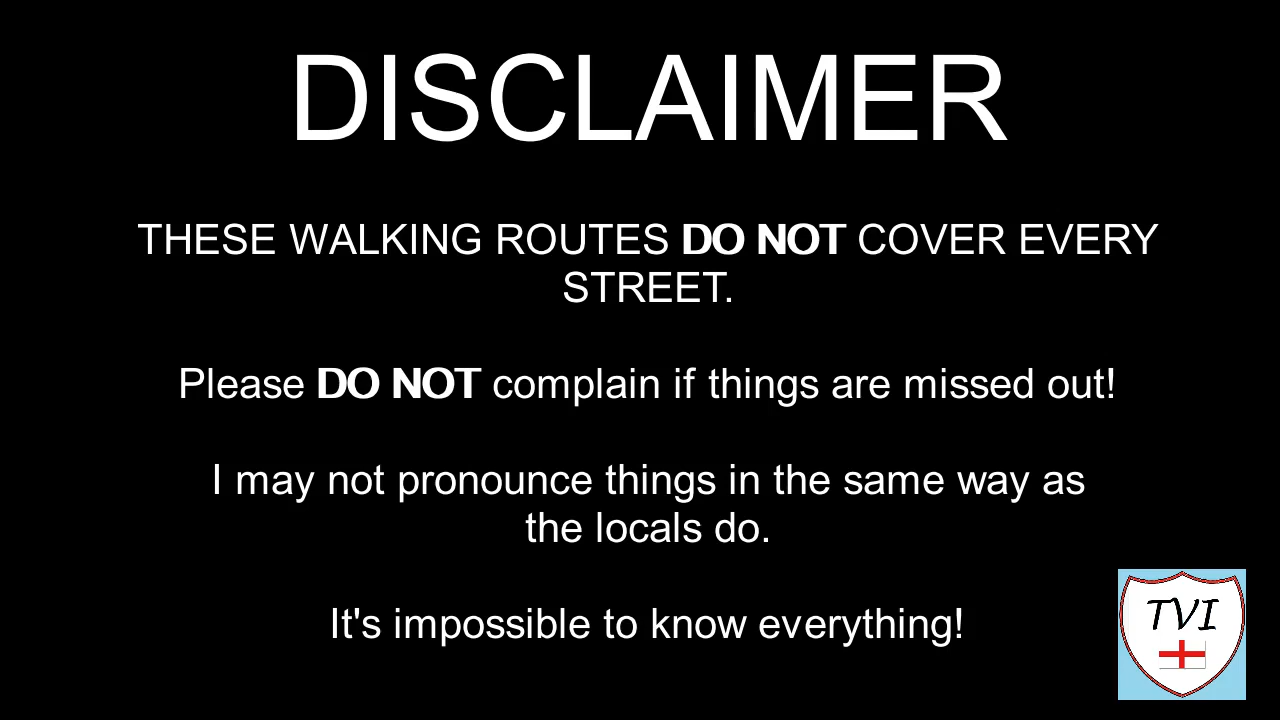 DISCLAIMER
THESE WALKING ROUTES DO NOT COVER EVERY
STREET.
Please DO NOT complain if things are missed out!
I may not pronounce things in the same way as
the locals do.
It's impossible to know everything!
TVI